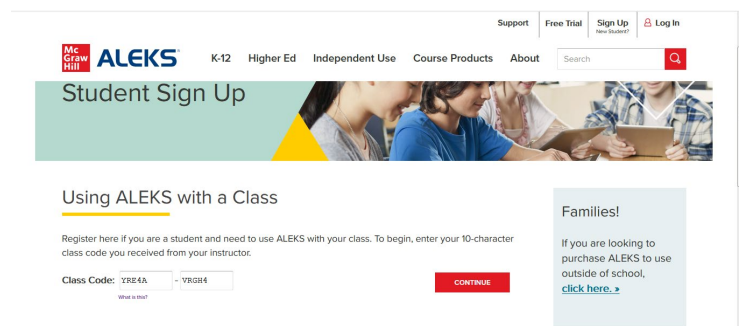 Support Free Trial Sign Up Log In
New Student?
Mc
Graw
Hill
ALEKS K-12 Higher Ed Independent Use Course Products About Search
Student Sign Up
Using ALEKS with a Class
Register here if you are a student and need to use ALEKS with your class. To begin, enter your 10-character
class code you received from your instructor.
Class Code: YRE4A - VRGH4 CONTINUE
What is this?
Families!
If you are looking to
purchase ALEKS to use
outside of school,
click here. »